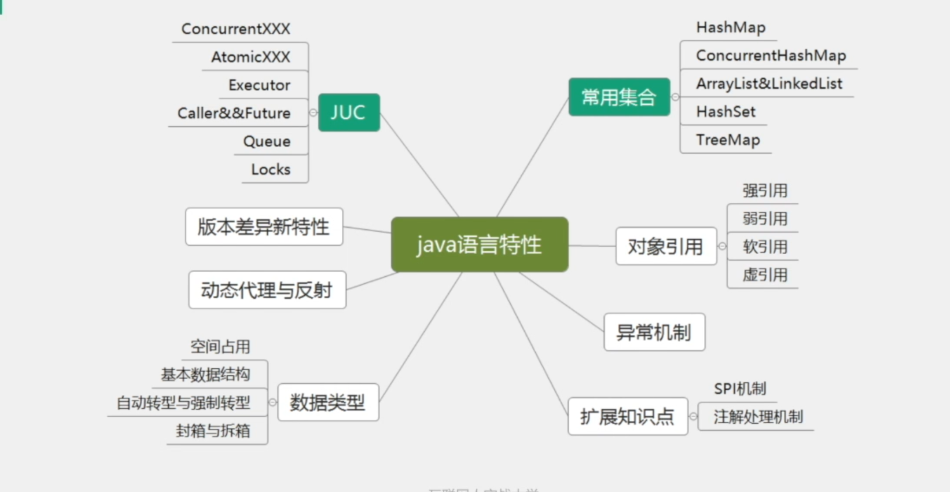 ConcurrentXXX
AtomicXXX
Executor
Caller&&Future
Queue
Locks
JUC
版本差异新特性
动态代理与反射
空间占用
基本数据结构
自动转型与强制转型
封箱与拆箱
数据类型
java语言特性
常用集合
HashMap
ConcurrentHashMap
ArrayList&LinkedList
HashSet
TreeMap
对象引用
强引用
弱引用
软引用
虚引用
异常机制
扩展知识点
SPI机制
注解处理机制